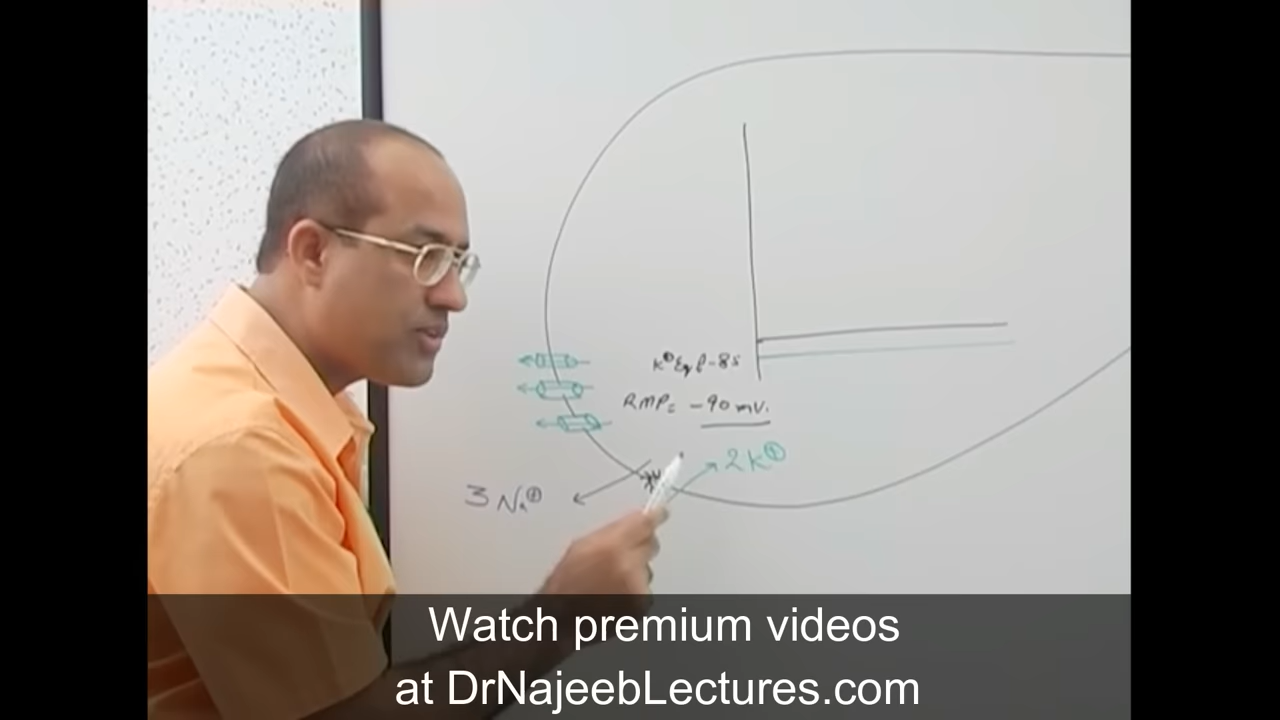 K⊕ Eq p -85
RMP= -90 mV.
2K⊕
3 Na⊕
Watch premium videos
at DrNajeebLectures.com